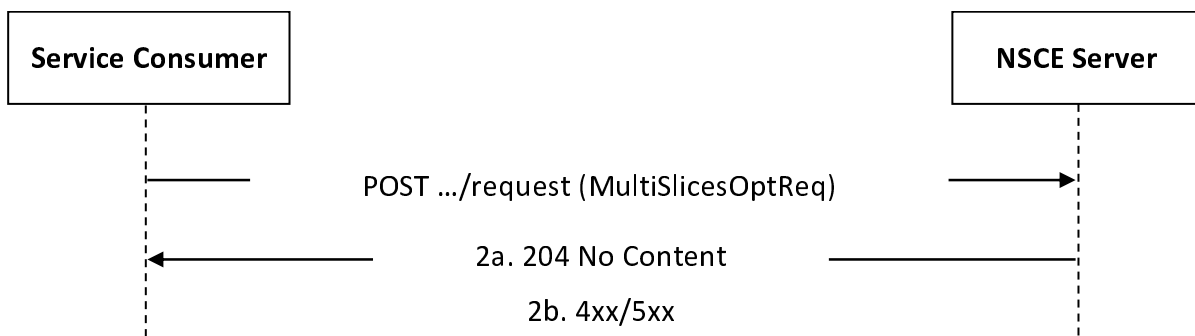 Service Consumer
NSCE Server
POST .../request (MultiSlicesOptReq)
2a. 204 No Content
2b. 4xx/5xx